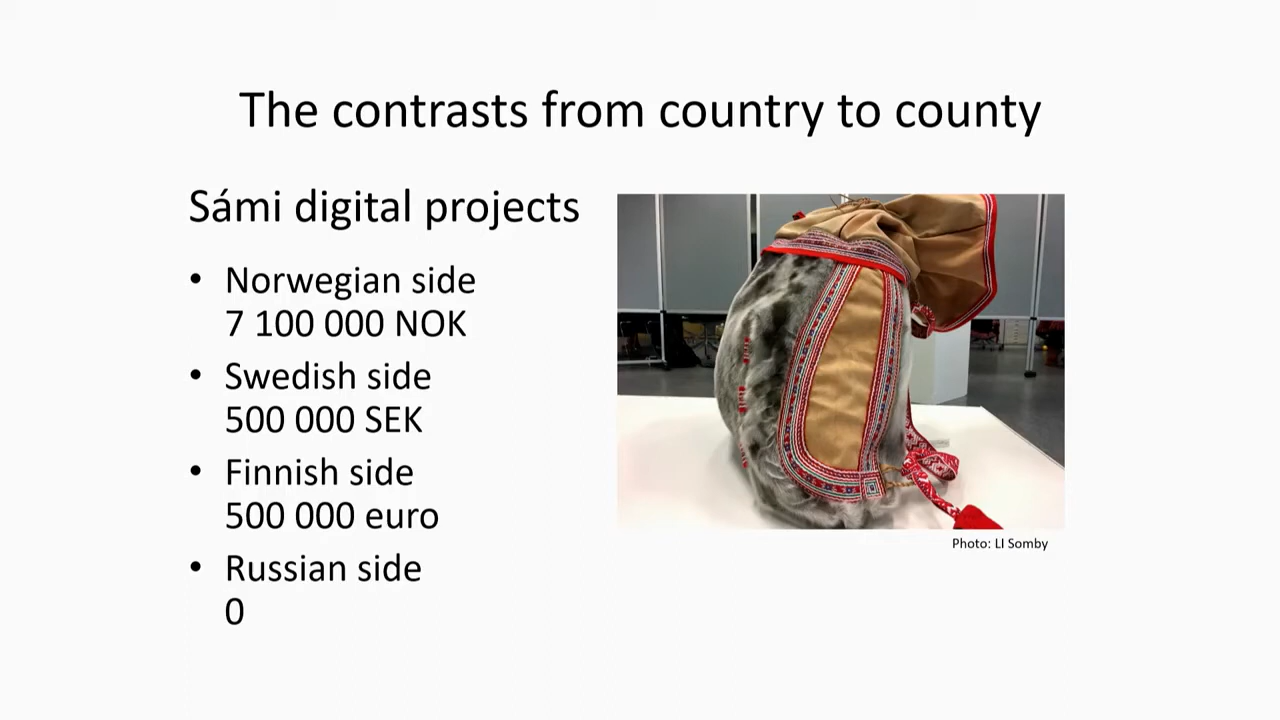 The contrasts from country to county
Sámi digital projects
• Norwegian side
7 100 000 NOK
• Swedish side
500 000 SEK
• Finnish side
500 000 euro
• Russian side
0
Photo: LI Somby